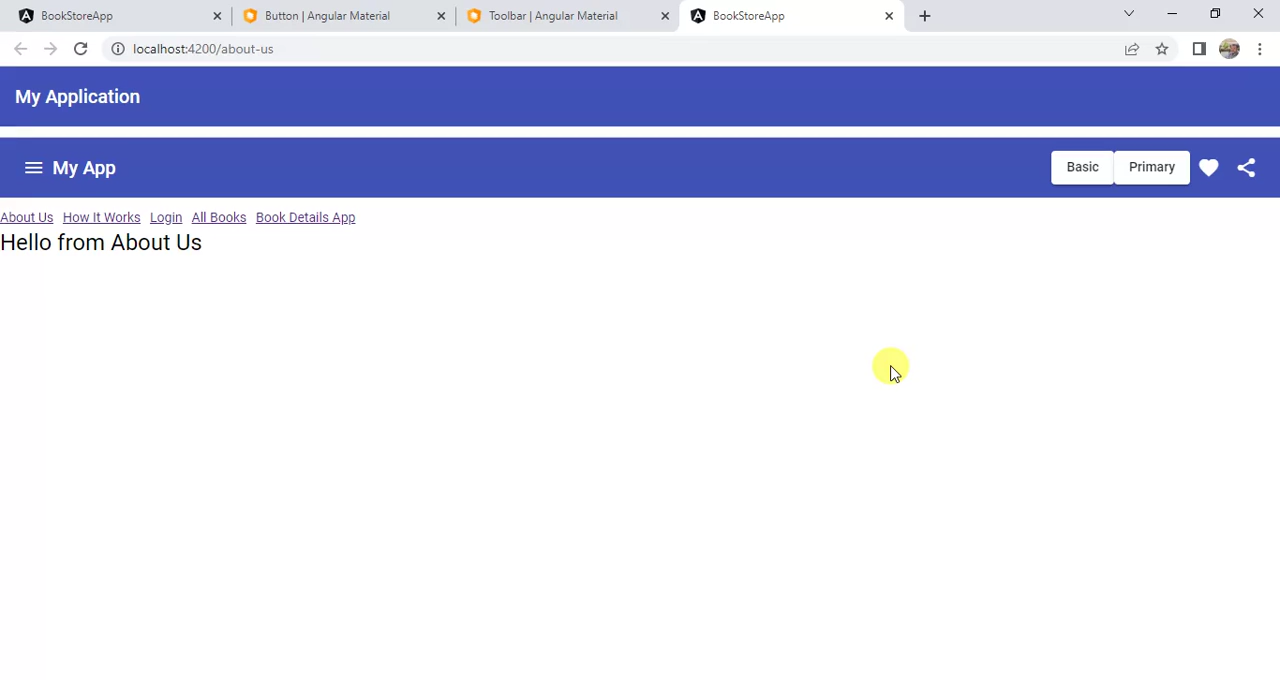 BookStoreApp Button | Angular Material Toolbar | Angular Material BookStoreApp
localhost:4200/about-us
My Application
My App Basic Primary
About Us How It Works Login All Books Book Details App
Hello from About Us